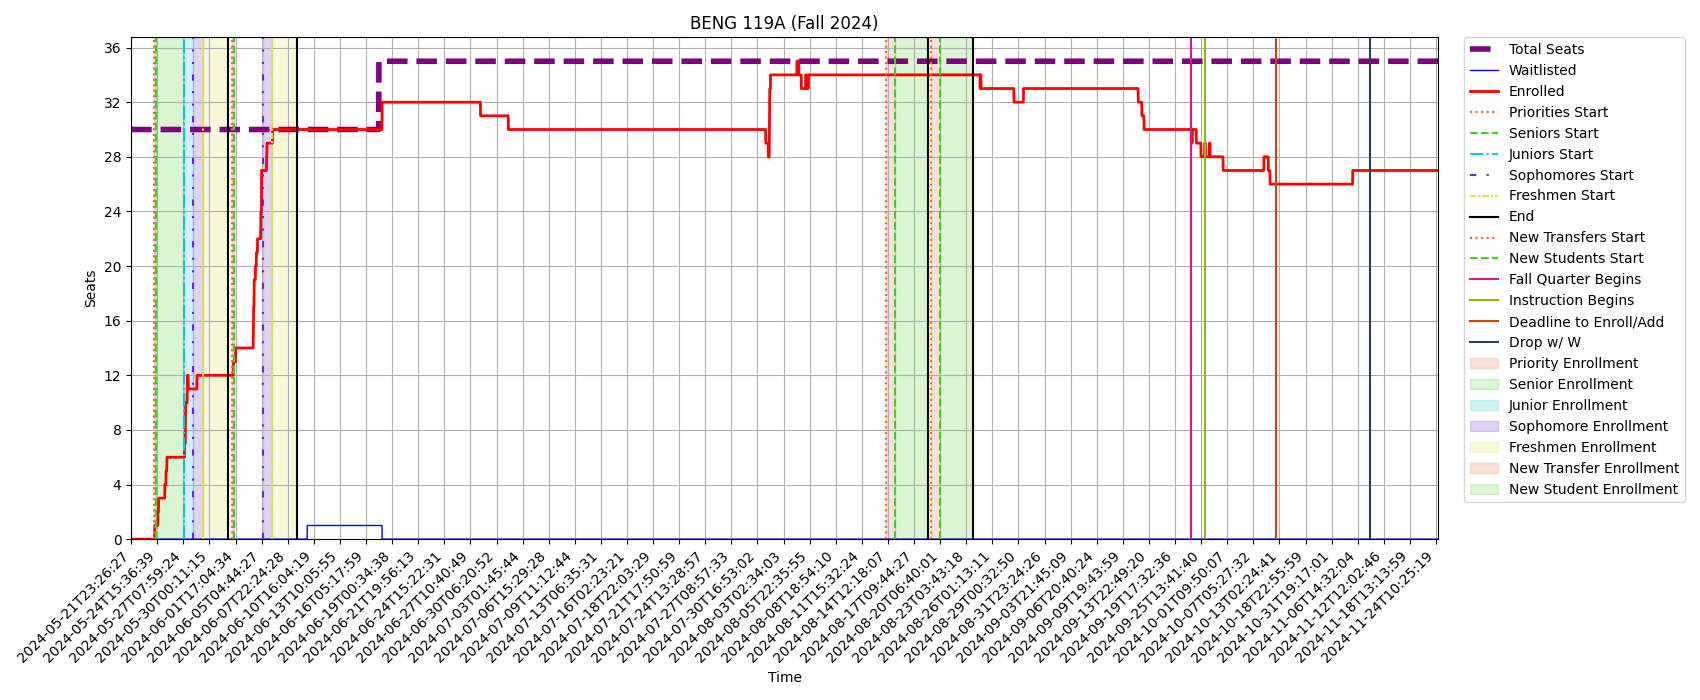 BENG 119A (Fall 2024)
Seats
36
32
28
24
20
16
12
8
4
0
2024-05-21T23:26:27
2024-05-24T15:36:39
2024-05-27T07:59:24
2024-05-30T01:11:15
2024-06-01T17:04:34
2024-06-05T04:44:27
2024-06-07T22:24:28
2024-06-10T16:04:19
2024-06-13T10:05:55
2024-06-16T05:17:59
2024-06-19T00:34:38
2024-06-21T19:56:13
2024-06-24T15:22:31
2024-06-27T10:40:49
2024-06-30T06:20:52
2024-07-03T01:45:44
2024-07-06T15:29:28
2024-07-09T11:12:44
2024-07-13T06:35:31
2024-07-16T02:23:21
2024-07-18T22:03:29
2024-07-21T17:50:59
2024-07-24T13:28:57
2024-07-27T08:57:33
2024-07-30T16:53:02
2024-08-03T02:34:03
2024-08-05T22:35:55
2024-08-08T18:54:10
2024-08-11T15:32:24
2024-08-14T12:18:07
2024-08-17T09:44:27
2024-08-20T06:40:01
2024-08-23T03:43:18
2024-08-26T01:13:11
2024-08-29T00:32:50
2024-08-31T23:24:26
2024-09-03T21:45:09
2024-09-06T20:40:24
2024-09-09T19:43:59
2024-09-13T22:49:20
2024-09-19T17:32:36
2024-09-25T13:41:40
2024-10-01T09:50:07
2024-10-07T05:27:32
2024-10-13T02:24:41
2024-10-18T22:55:59
2024-10-31T19:17:01
2024-11-06T14:32:04
2024-11-12T12:02:46
2024-11-18T13:13:59
2024-11-24T10:25:19
Time
Total Seats
Waitlisted
Enrolled
Priorities Start
Seniors Start
Juniors Start
Sophomores Start
Freshmen Start
End
New Transfers Start
New Students Start
Fall Quarter Begins
Instruction Begins
Deadline to Enroll/Add
Drop w/ W
Priority Enrollment
Senior Enrollment
Junior Enrollment
Sophomore Enrollment
Freshmen Enrollment
New Transfer Enrollment
New Student Enrollment